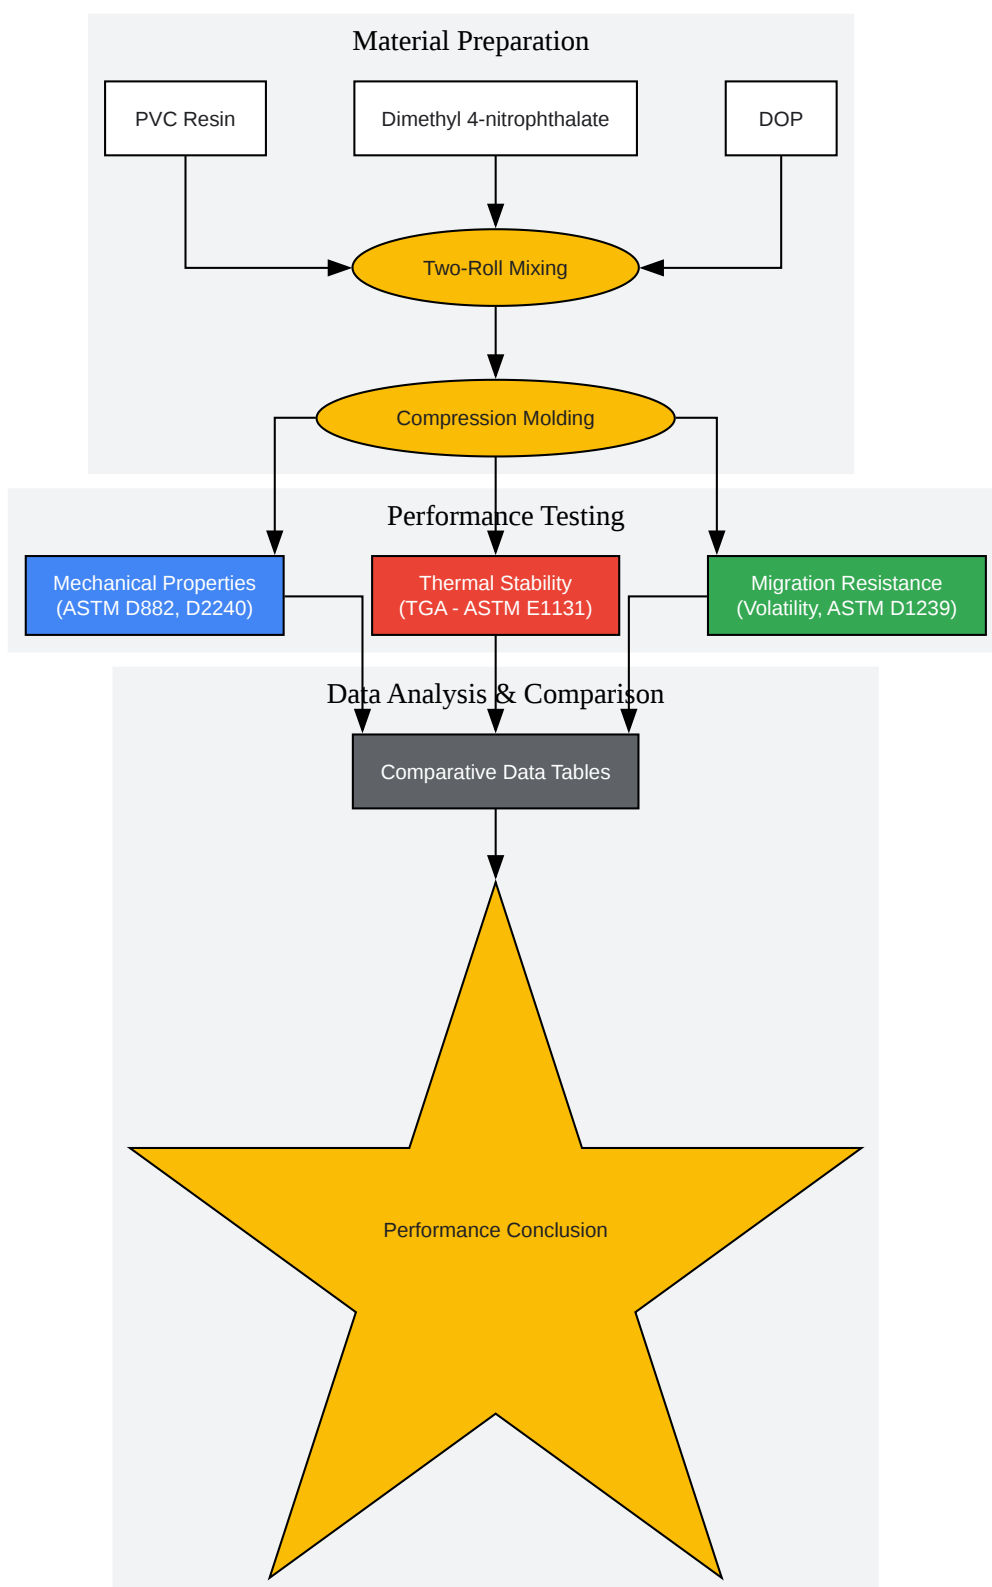 Material Preparation
PVC Resin
Dimethyl 4-nitrophthalate
DOP
Two-Roll Mixing
Compression Molding
Performance Testing
Mechanical Properties
(ASTM D882, D2240)
Thermal Stability
(TGA - ASTM E1131)
Migration Resistance
(Volatility, ASTM D1239)
Data Analysis & Comparison
Comparative Data Tables
Performance Conclusion